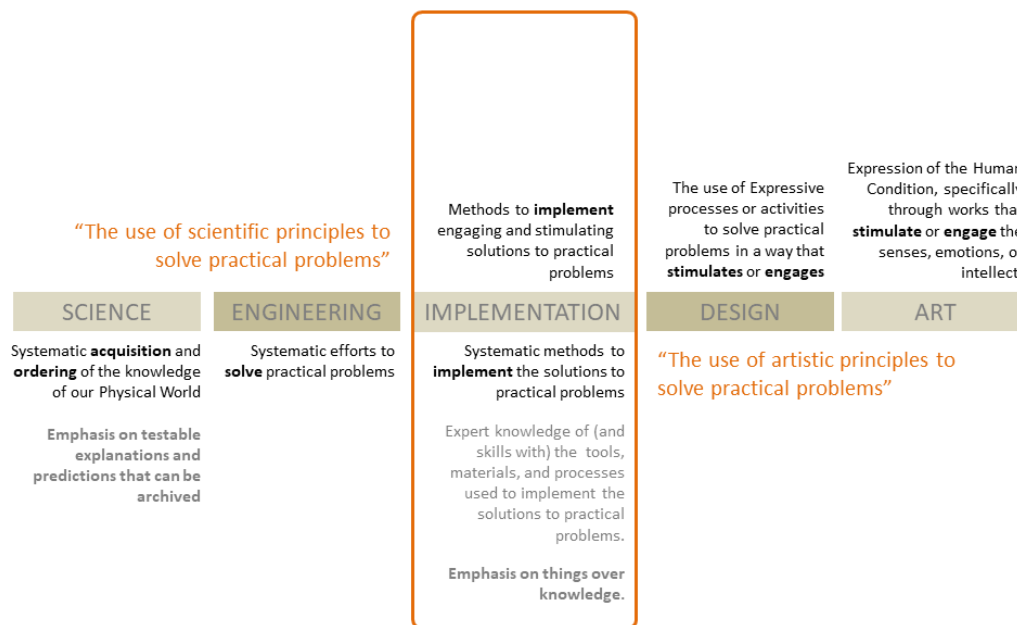 "The use of scientific principles to
solve practical problems"
Methods to implement
engaging and stimulating
solutions to practical
problems
The use of Expressive
processes or activities
to solve practical
problems in a way that
stimulates or engages
Expression of the Human
Condition, specifically
through works tha
stimulate or engage the
senses, emotions, o
intellect
SCIENCE
ENGINEERING
IMPLEMENTATION
DESIGN
ART
Systematic acquisition and
ordering of the knowledge
of our Physical World
Emphasis on testable
explanations and
predictions that can be
archived
Systematic efforts to
solve practical problems
Systematic methods to
implement the solutions to
practical problems
Expert knowledge of (and
skills with) the tools,
materials, and processes
used to implement the
solutions to practical
problems.
Emphasis on things over
knowledge.
"The use of artistic principles to
solve practical problems"